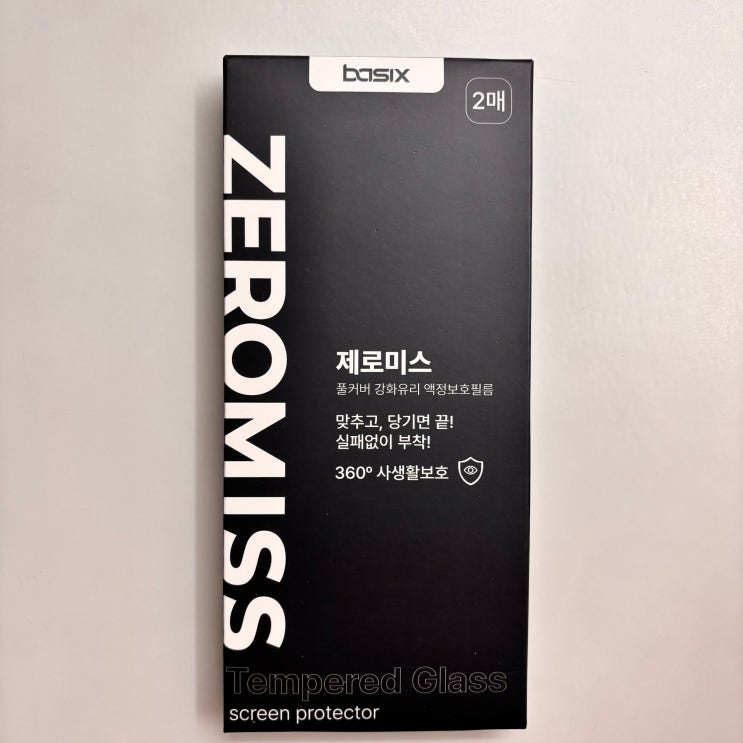 basix
2매
ZEROMISS
제로미스
풀커버 강화유리 액정보호필름
맞추고, 당기면 끝!
실패없이 부착!
360º 사생활보호
Tempered Glass
screen protector